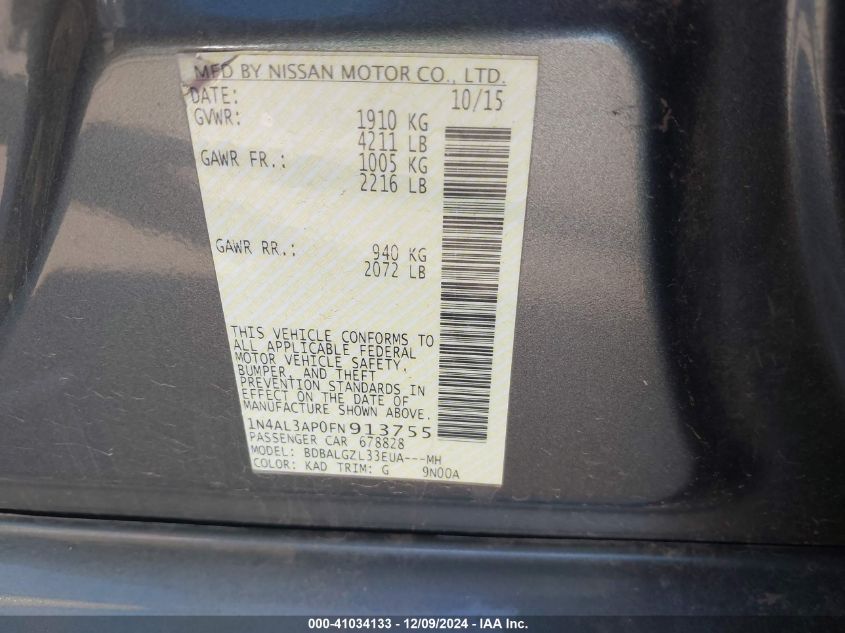 MFD BY NISSAN MOTOR CO., LTD.
DATE: 10/15
GVWR: 1910 KG
4211 LB
GAWR FR.: 1005 KG
2216 LB
GAWR RR.: 940 KG
2072 LB
THIS VEHICLE CONFORMS TO
ALL APPLICABLE FEDERAL
MOTOR VEHICLE SAFETY,
BUMPER, AND THEFT
PREVENTION STANDARDS IN
EFFECT ON THE DATE OF
MANUFACTURE SHOWN ABOVE.
1N4AL3AP0FN913755
PASSENGER CAR 678828
MODEL: BDBALGZL33EUA---MH
COLOR: KAD TRIM: G 9N00A
000-41034133 - 12/09/2024 - IAA Inc.